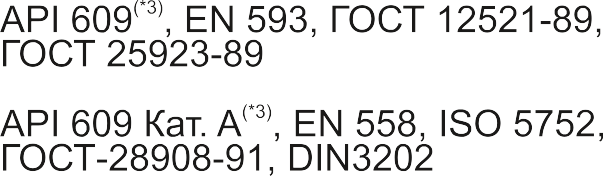 API 609(*3), EN 593, ГОСТ 12521-89,
ГОСТ 25923-89
API 609 Кат. А(*3), EN 558, ISO 5752,
ГОСТ-28908-91, DIN3202